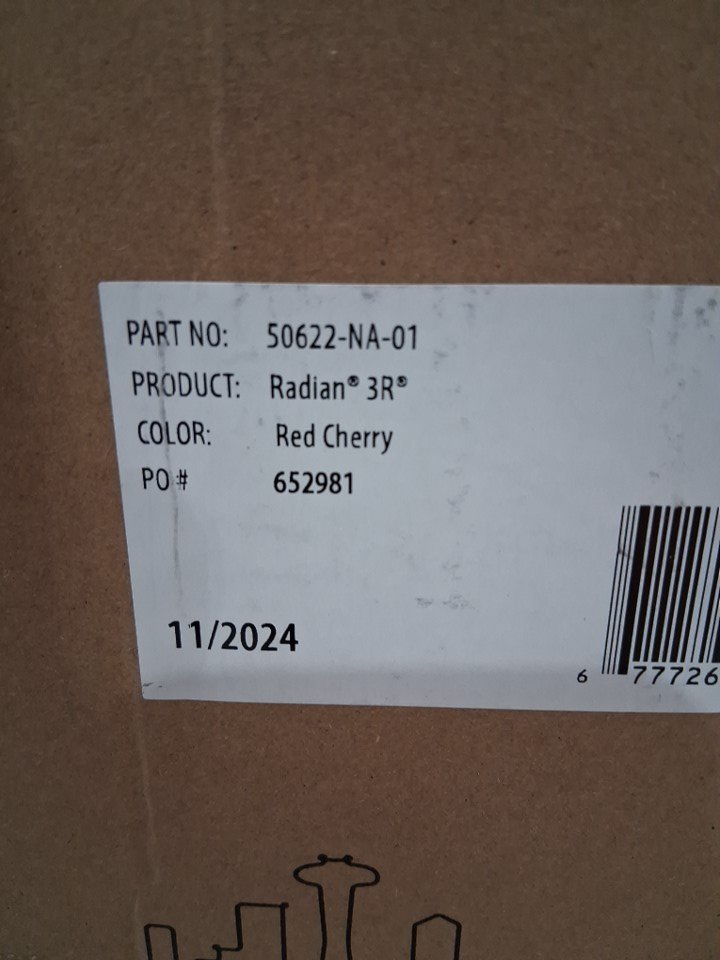 PART NO: 50622-NA-01
PRODUCT: Radian® 3R®
COLOR: Red Cherry
PO # 652981
11/2024
6 77726